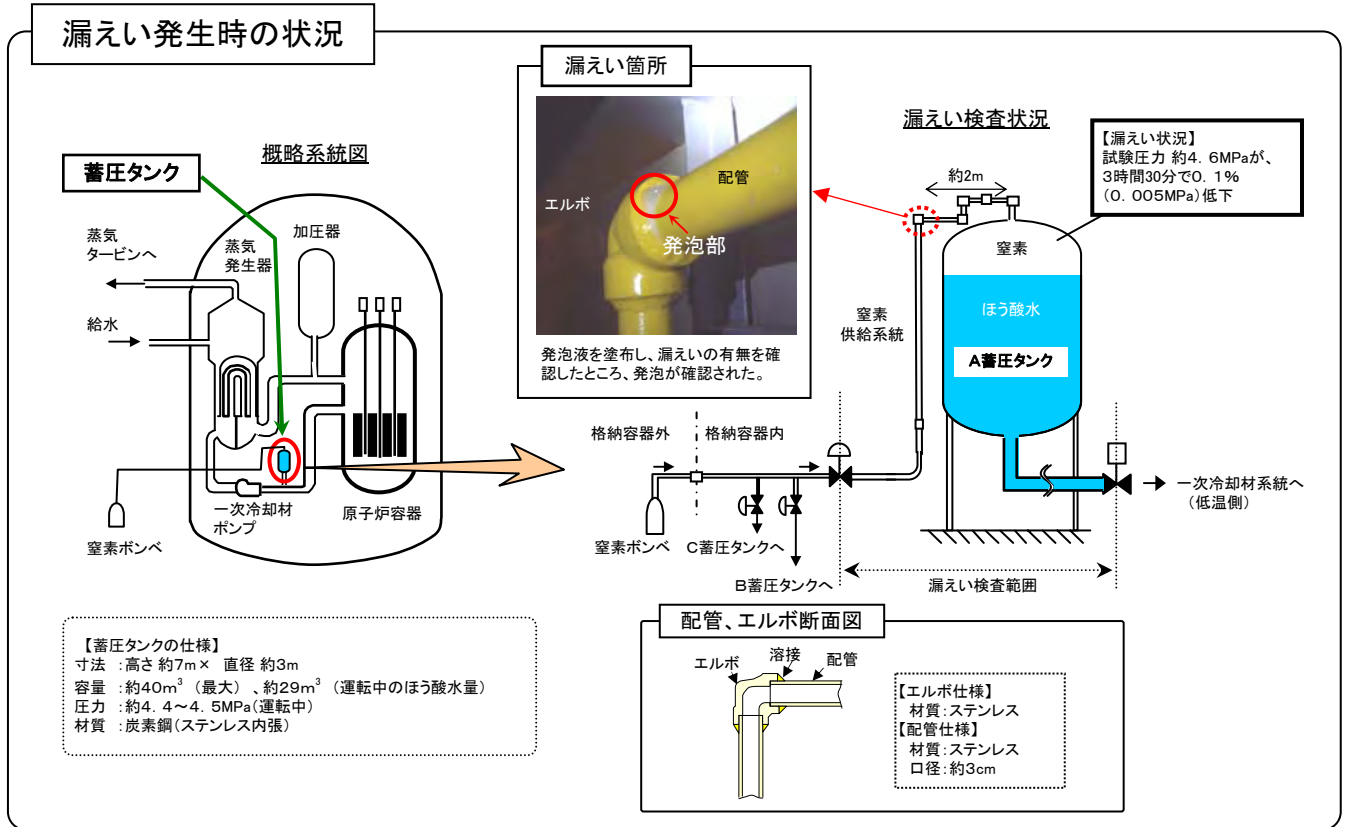 漏えい発生時の状況
概略系統図
蓄圧タンク
蒸気
タービンへ
蒸気
発生器
加圧器
給水
一次冷却材
ポンプ
原子炉容器
窒素ボンベ
漏えい箇所
エルボ
配管
発泡部
発泡液を塗布し、漏えいの有無を確
認したところ、発泡が確認された。
漏えい検査状況
【漏えい状況】
試験圧力 約4.6MPaが、
3時間30分で0.1%
(0.005MPa)低下
約2m
窒素
ほう酸水
A蓄圧タンク
窒素
供給系統
格納容器外
格納容器内
窒素ボンベ
C蓄圧タンクへ
B蓄圧タンクへ
漏えい検査範囲
一次冷却材系統へ
(低温側)
【蓄圧タンクの仕様】
寸法 :高さ 約7m× 直径 約3m
容量 :約40m³ (最大) 、約29m³ (運転中のほう酸水量)
圧力 :約4.4~4.5MPa(運転中)
材質 :炭素鋼(ステンレス内張)
配管、エルボ断面図
エルボ
溶接
配管
【エルボ仕様】
材質:ステンレス
【配管仕様】
材質:ステンレス
口径:約3cm